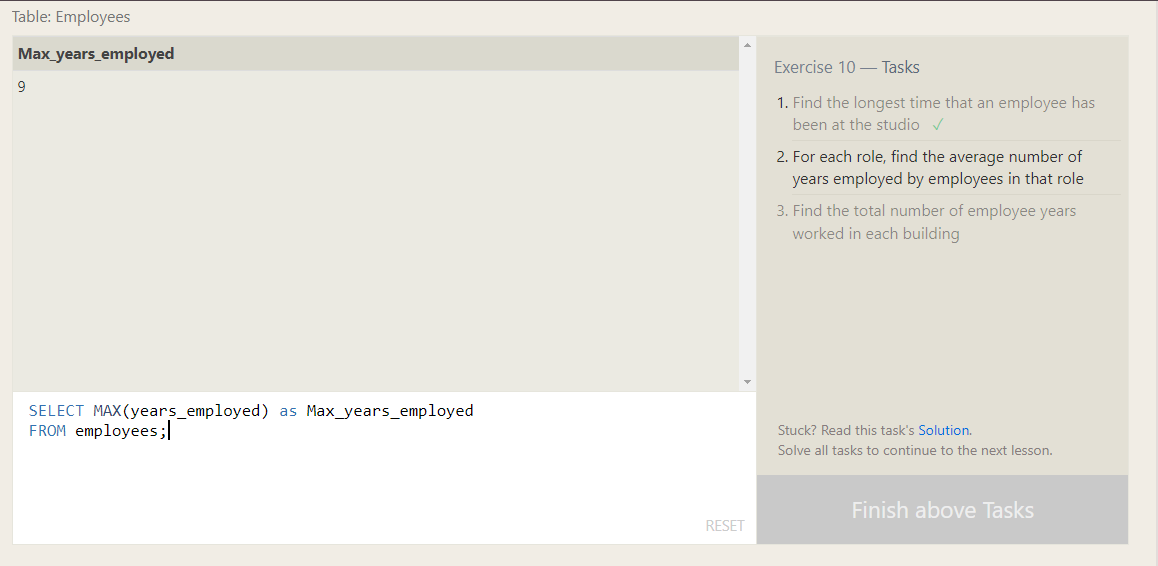 Table: Employees
Max_years_employed
9
SELECT MAX(years_employed) as Max_years_employed
FROM employees;
RESET
Exercise 10 — Tasks
1. Find the longest time that an employee has
been at the studio ✓
2. For each role, find the average number of
years employed by employees in that role
3. Find the total number of employee years
worked in each building
Stuck? Read this task's Solution.
Solve all tasks to continue to the next lesson.
Finish above Tasks